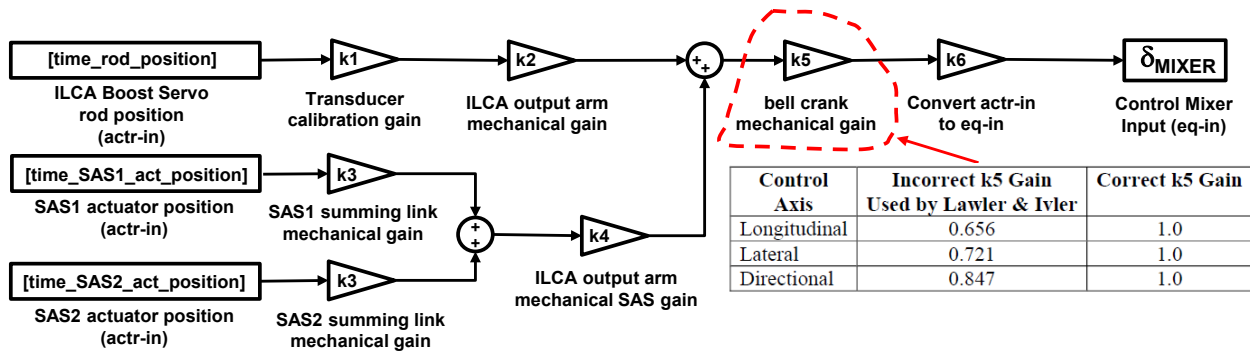 [time_rod_position]
k1
k2
+
+
k5
k6
δMIXER
ILCA Boost Servo
rod position
(actr-in)
Transducer
calibration gain
ILCA output arm
mechanical gain
bell crank
mechanical gain
Convert actr-in
to eq-in
Control Mixer
Input (eq-in)
[time_SAS1_act_position]
k3
SAS1 actuator position
(actr-in)
SAS1 summing link
mechanical gain
+
+
k4
ILCA output arm
mechanical SAS gain
[time_SAS2_act_position]
k3
SAS2 actuator position
(actr-in)
SAS2 summing link
mechanical gain
Control Axis Incorrect k5 Gain Used by Lawler & Ivler Correct k5 Gain
Longitudinal 0.656 1.0
Lateral 0.721 1.0
Directional 0.847 1.0